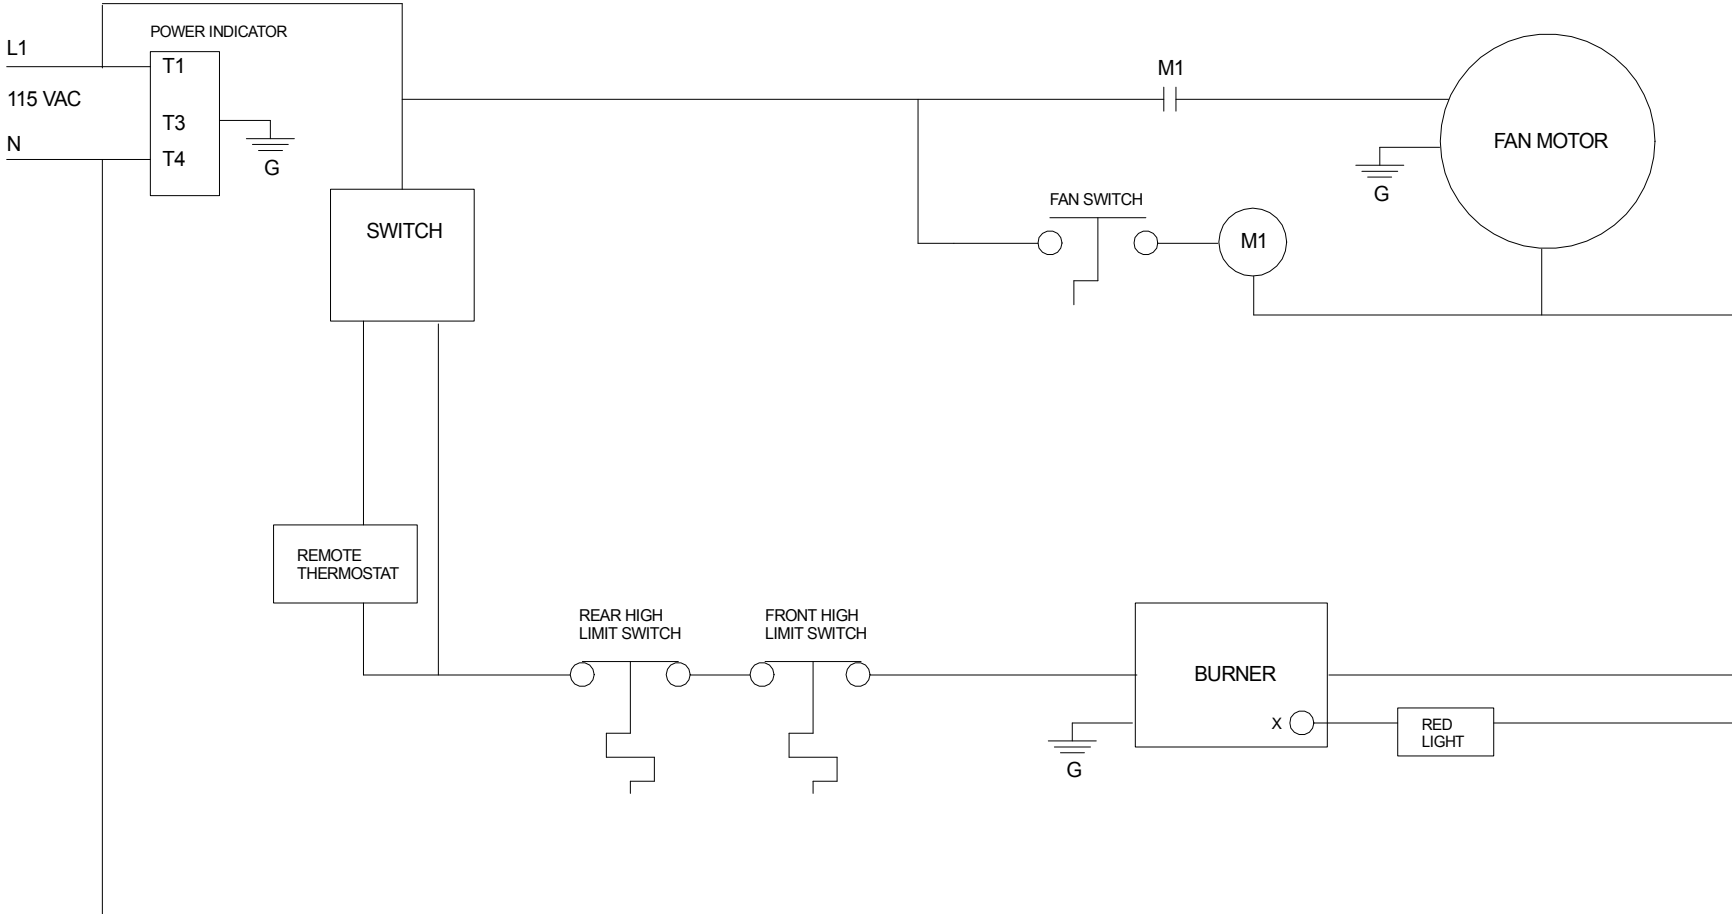 POWER INDICATOR
L1
T1
115 VAC
T3
N
T4
G
M1
FAN MOTOR
G
FAN SWITCH
M1
SWITCH
REMOTE
THERMOSTAT
REAR HIGH
LIMIT SWITCH
FRONT HIGH
LIMIT SWITCH
BURNER
X
RED
LIGHT
G